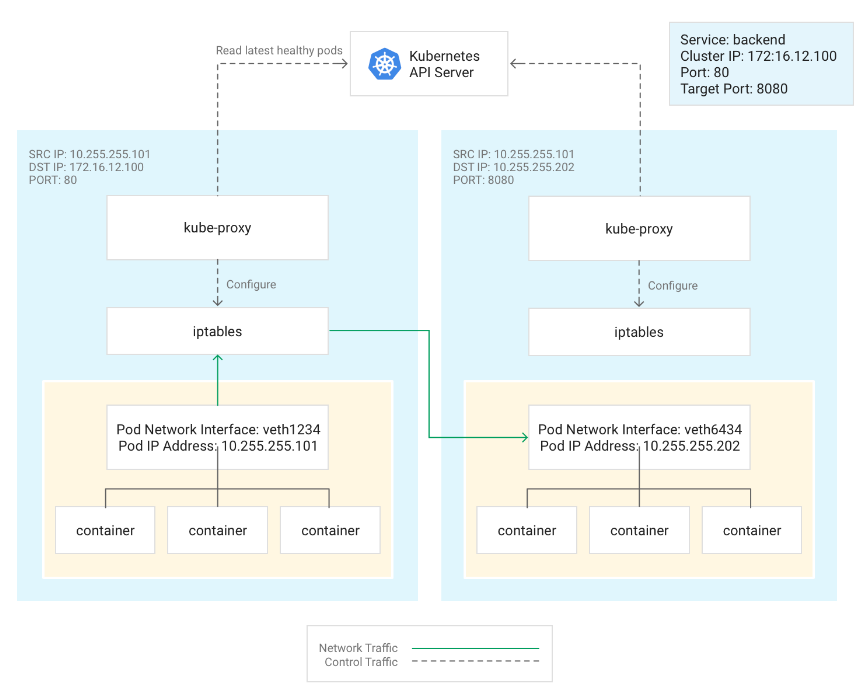 Read latest healthy pods
Kubernetes
API Server
Service: backend
Cluster IP: 172:16.12.100
Port: 80
Target Port: 8080
SRC IP: 10.255.255.101
DST IP: 172.16.12.100
PORT: 80
kube-proxy
Configure
iptables
Pod Network Interface: veth1234
Pod IP Address: 10.255.255.101
container
container
container
SRC IP: 10.255.255.101
DST IP: 10.255.255.202
PORT: 8080
kube-proxy
Configure
iptables
Pod Network Interface: veth6434
Pod IP Address: 10.255.255.202
container
container
container
Network Traffic
Control Traffic